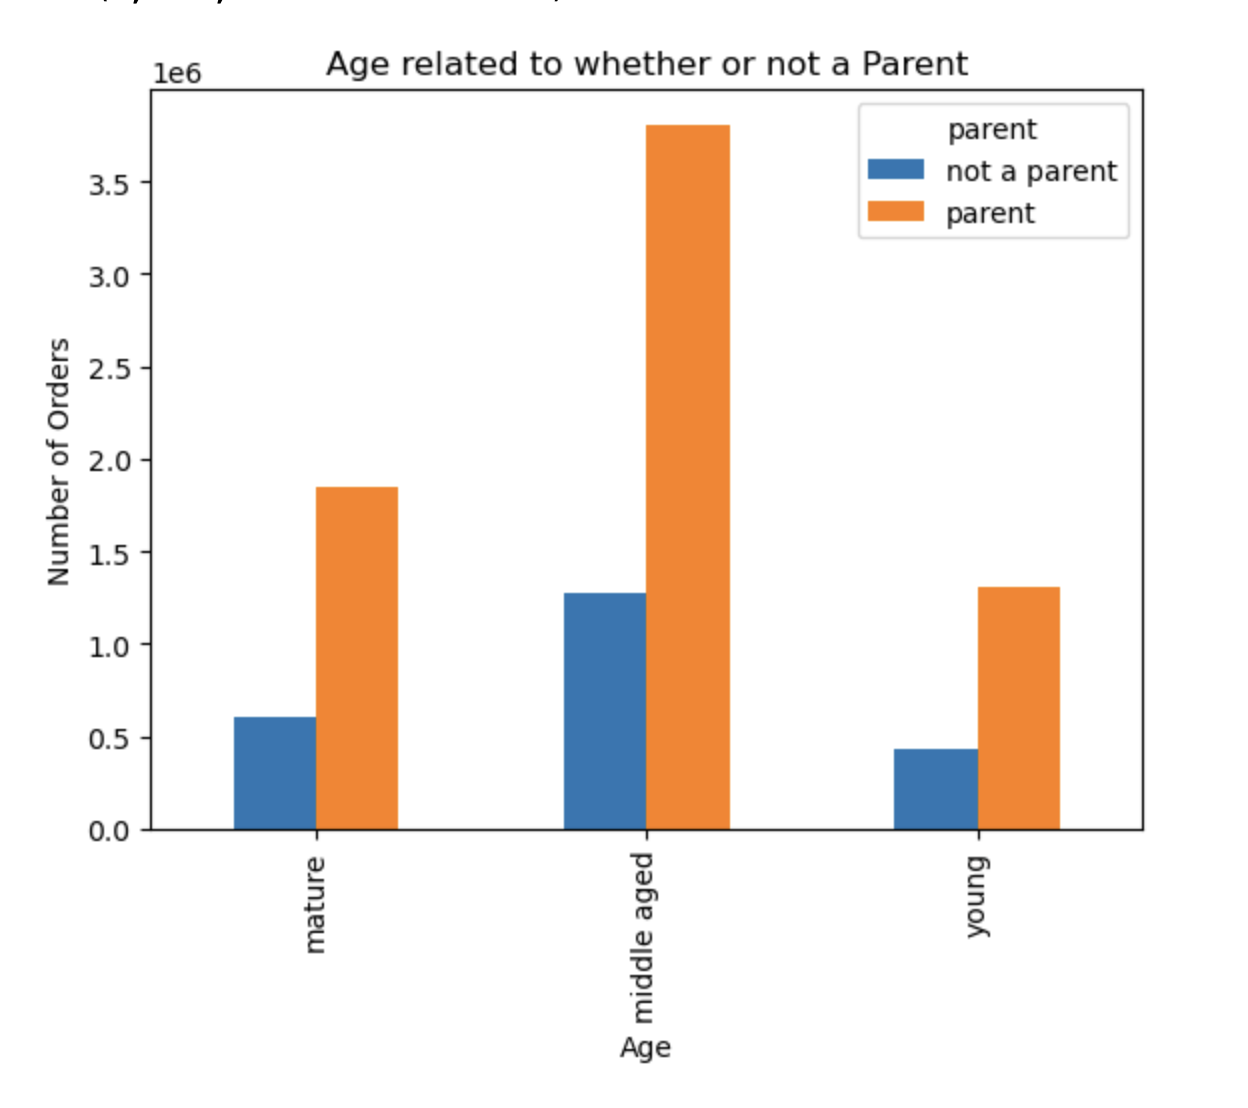 Age related to whether or not a Parent
1e6
parent
not a parent
parent
3.5
3.0
2.5
2.0
1.5
1.0
0.5
0.0
Number of Orders
mature
middle aged
young
Age